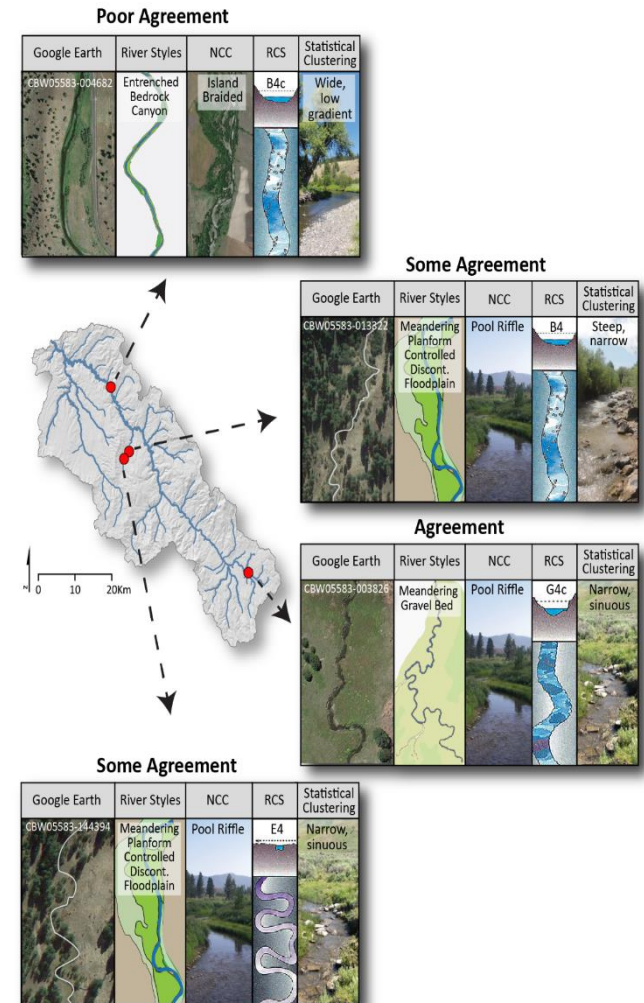 Poor Agreement
Google Earth River Styles NCC RCS Statistical Clustering
CBW05583-004682
Entrenched
Bedrock
Canyon
Island
Braided
B4c
Wide,
low
gradient
Some Agreement
Google Earth River Styles NCC RCS Statistical Clustering
CBW05583-013322
Meandering
Planform
Controlled
Discont.
Floodplain
Pool Riffle
B4
Steep,
narrow
Agreement
Google Earth River Styles NCC RCS Statistical Clustering
CBW05583-003826
Meandering
Gravel Bed
Pool Riffle
G4c
Narrow,
sinuous
N
0 10 20Km
Some Agreement
Google Earth River Styles NCC RCS Statistical Clustering
CBW05583-144394
Meandering
Planform
Controlled
Discont.
Floodplain
Pool Riffle
E4
Narrow,
sinuous